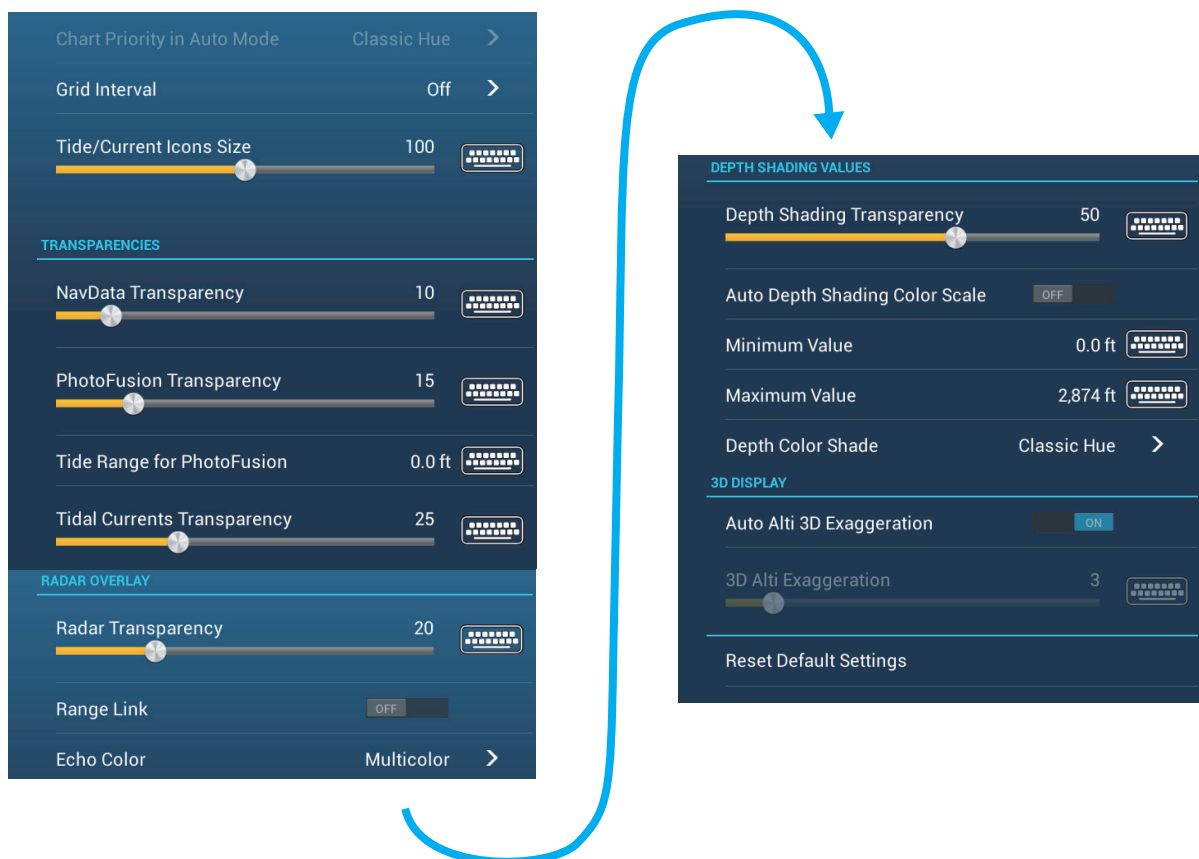 Chart Priority in Auto Mode Classic Hue
Grid Interval Off
Tide/Current Icons Size 100
TRANSPARENCIES
NavData Transparency 10
PhotoFusion Transparency 15
Tide Range for PhotoFusion 0.0 ft
Tidal Currents Transparency 25
RADAR OVERLAY
Radar Transparency 20
Range Link OFF
Echo Color Multicolor
DEPTH SHADING VALUES
Depth Shading Transparency 50
Auto Depth Shading Color Scale OFF
Minimum Value 0.0 ft
Maximum Value 2,874 ft
Depth Color Shade Classic Hue
3D DISPLAY
Auto Alti 3D Exaggeration ON
3D Alti Exaggeration 3
Reset Default Settings